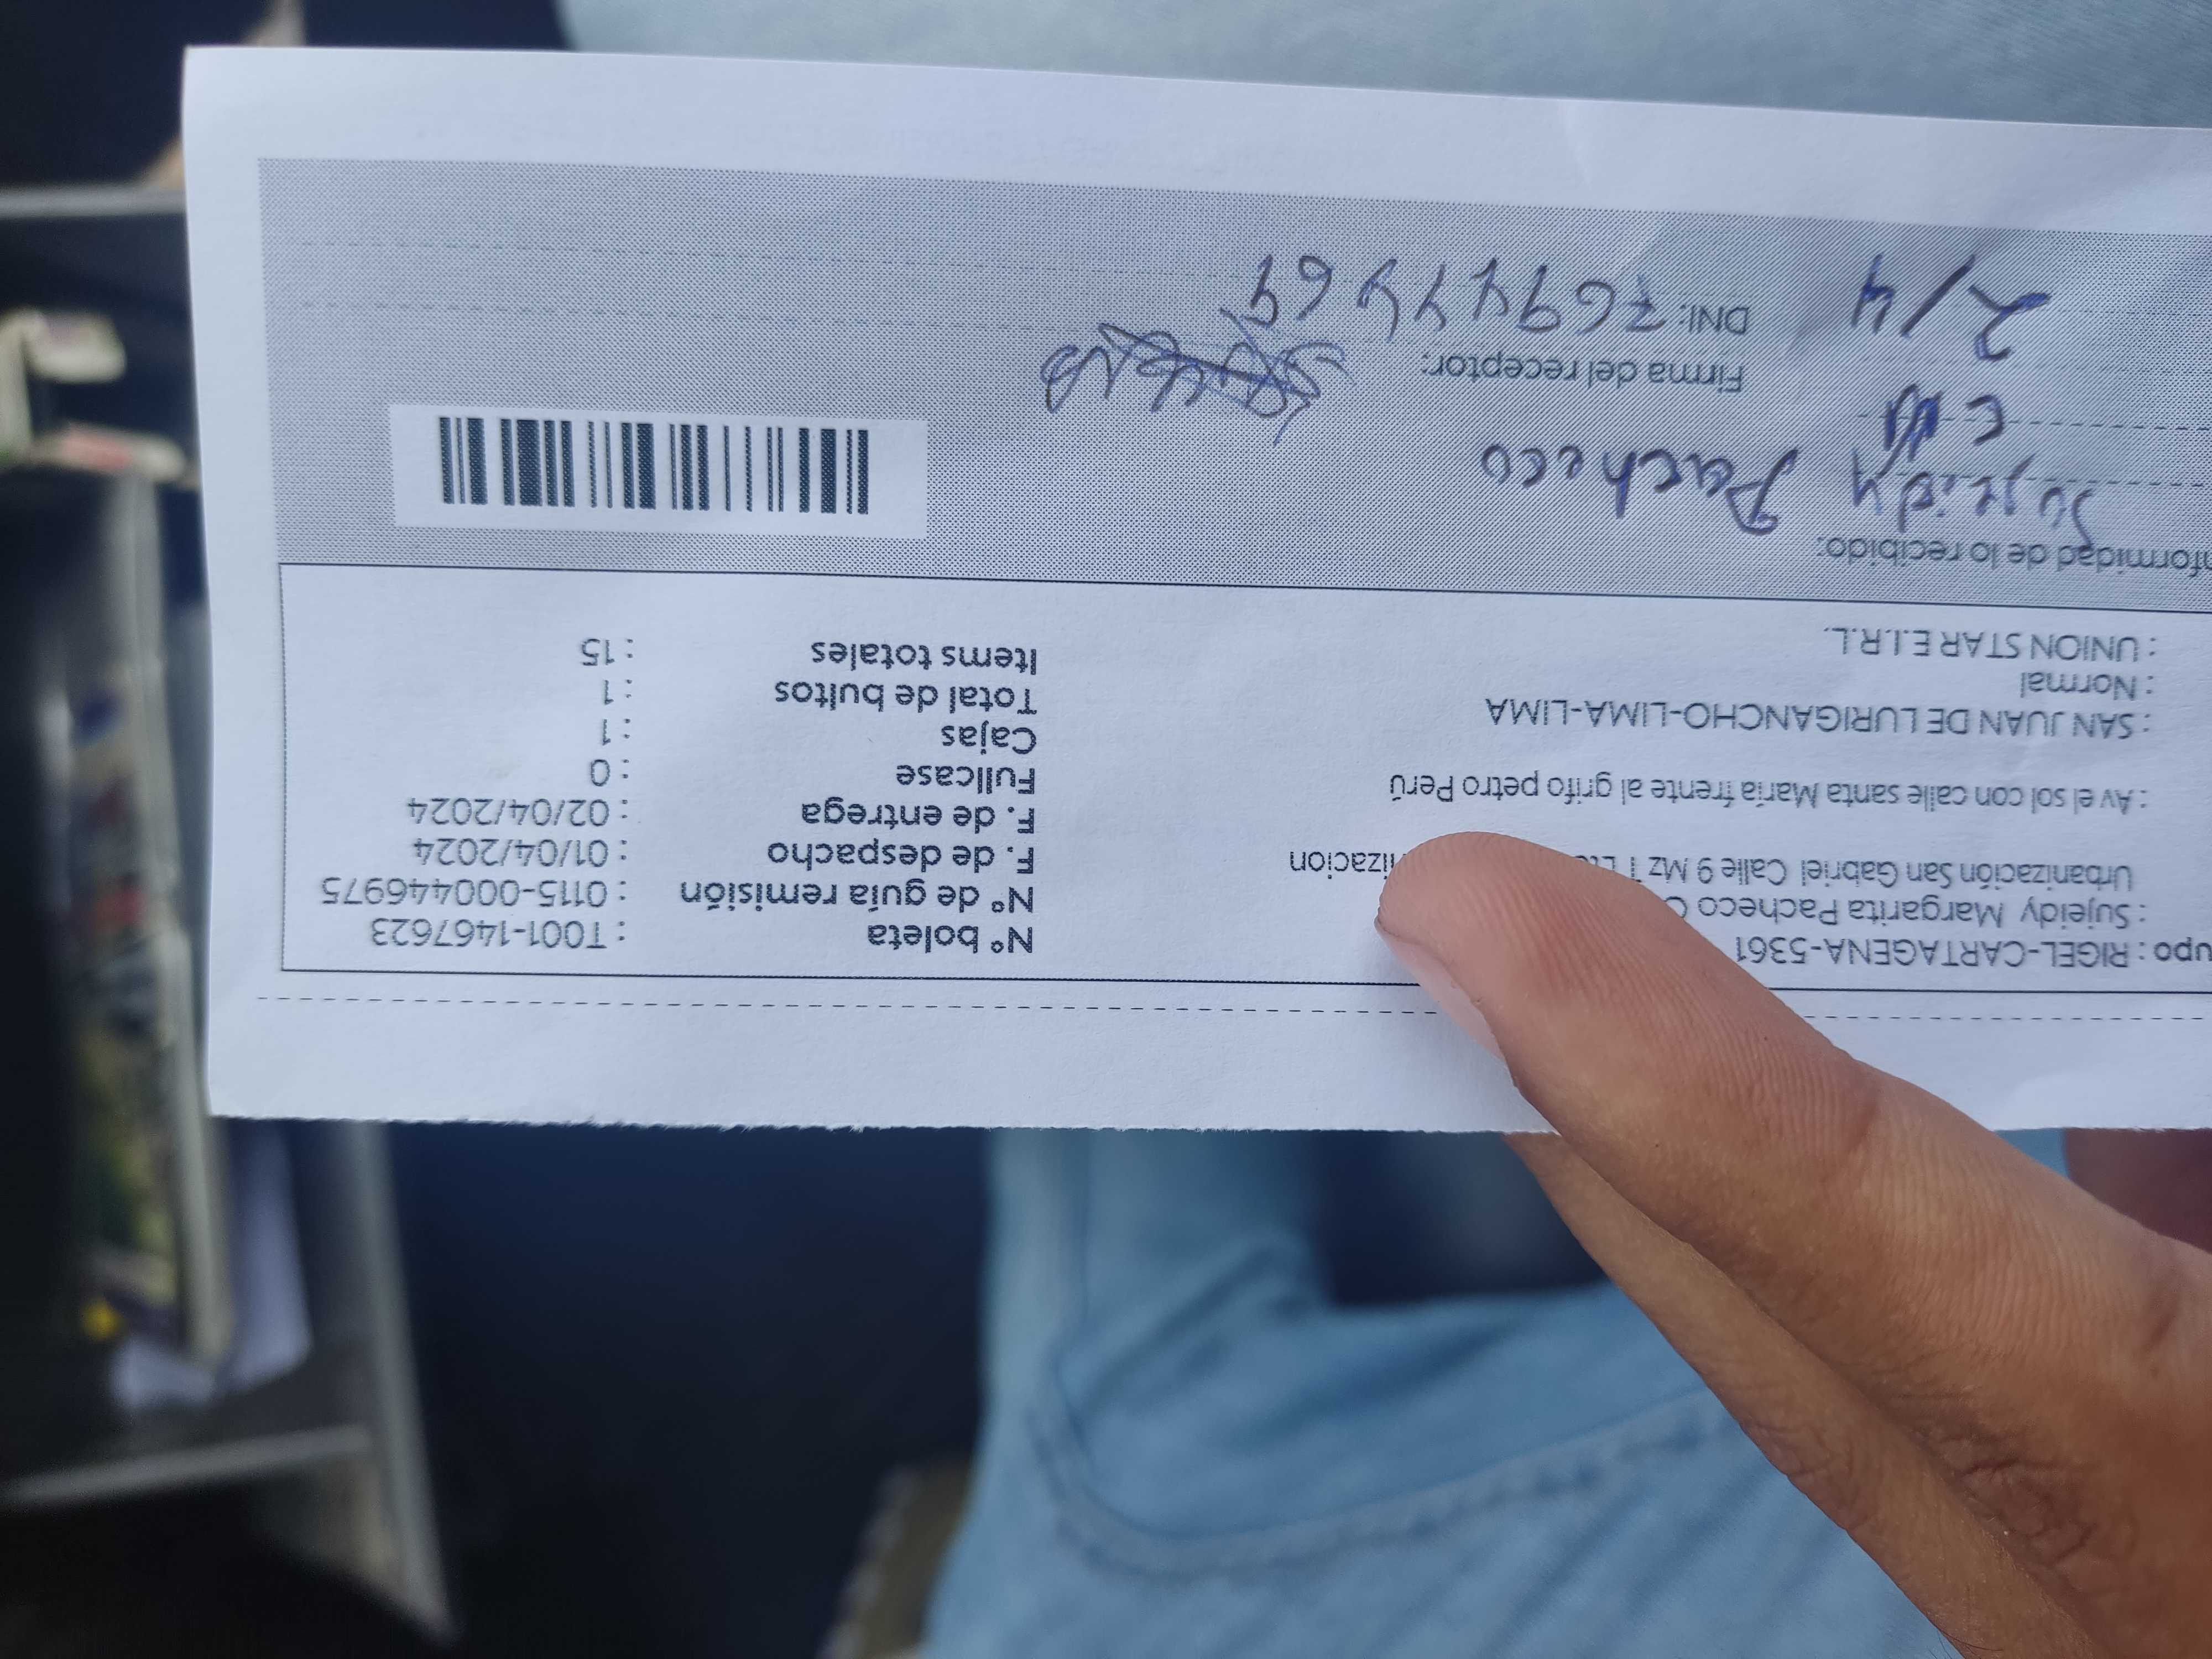 upo : RIGEL-CARTAGENA-5361
: Sujeidy Margarita Pacheco
Urbanización San Gabriel Calle 9 Mz
: Av el sol con calle santa María frente al grifo petro Perú
: SAN JUAN DE LURIGANCHO-LIMA-LIMA
: Normal
: UNION STAR E.I.R.L.
N° boleta : T001-1467623
N° de guía remisión : 0115-000446975
F. de despacho : 01/04/2024
F. de entrega : 02/04/2024
Fullcase : 0
Cajas : 1
Total de bultos : 1
Items totales : 15
nformidad de lo recibido:
Sujeidy Pacheco
Firma del receptor:
2/4
DNI: